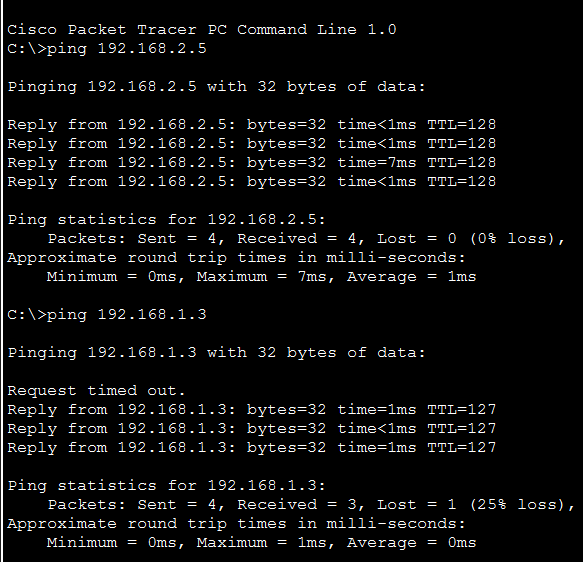 Cisco Packet Tracer PC Command Line 1.0
C:\>ping 192.168.2.5
Pinging 192.168.2.5 with 32 bytes of data:
Reply from 192.168.2.5: bytes=32 time<1ms TTL=128
Reply from 192.168.2.5: bytes=32 time<1ms TTL=128
Reply from 192.168.2.5: bytes=32 time=7ms TTL=128
Reply from 192.168.2.5: bytes=32 time<1ms TTL=128
Ping statistics for 192.168.2.5:
    Packets: Sent = 4, Received = 4, Lost = 0 (0% loss),
Approximate round trip times in milli-seconds:
    Minimum = 0ms, Maximum = 7ms, Average = 1ms
C:\>ping 192.168.1.3
Pinging 192.168.1.3 with 32 bytes of data:
Request timed out.
Reply from 192.168.1.3: bytes=32 time=1ms TTL=127
Reply from 192.168.1.3: bytes=32 time<1ms TTL=127
Reply from 192.168.1.3: bytes=32 time=1ms TTL=127
Ping statistics for 192.168.1.3:
    Packets: Sent = 4, Received = 3, Lost = 1 (25% loss),
Approximate round trip times in milli-seconds:
    Minimum = 0ms, Maximum = 1ms, Average = 0ms